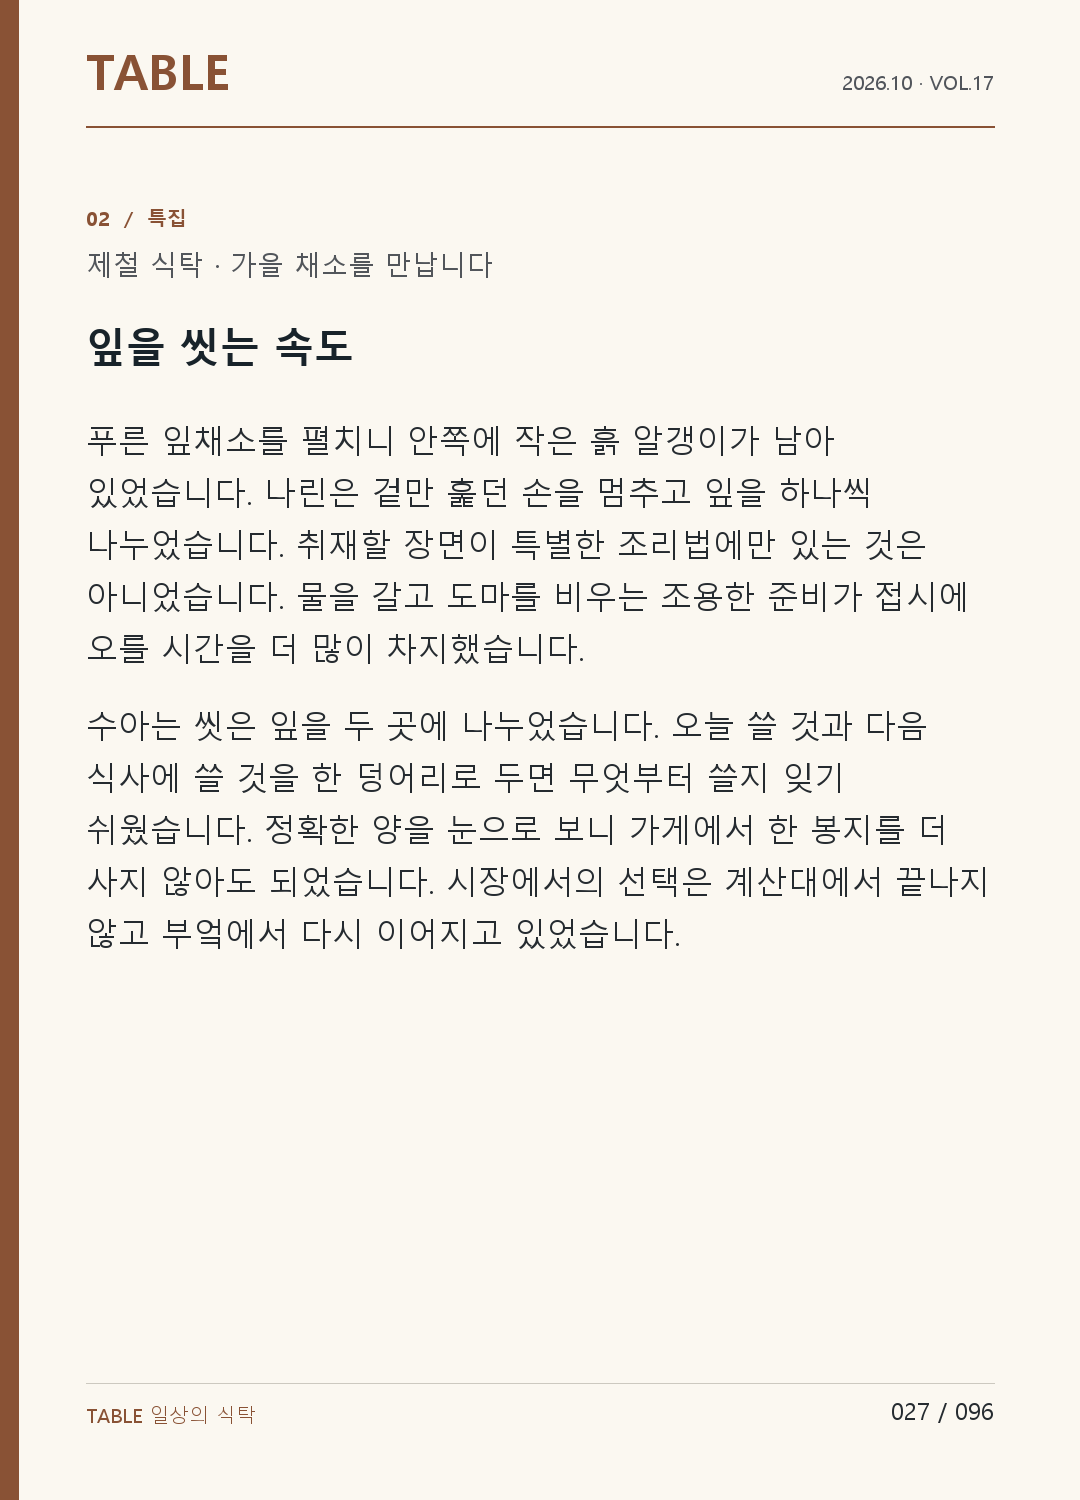 TABLE
2026.10 · VOL.17
02 / 특집
제철 식탁 · 가을 채소를 만납니다
잎을 씻는 속도
푸른 잎채소를 펼치니 안쪽에 작은 흙 알갱이가 남아
있었습니다. 나린은 겉만 훑던 손을 멈추고 잎을 하나씩
나누었습니다. 취재할 장면이 특별한 조리법에만 있는 것은
아니었습니다. 물을 갈고 도마를 비우는 조용한 준비가 접시에
오를 시간을 더 많이 차지했습니다.
수아는 씻은 잎을 두 곳에 나누었습니다. 오늘 쓸 것과 다음
식사에 쓸 것을 한 덩어리로 두면 무엇부터 쓸지 잊기
쉬웠습니다. 정확한 양을 눈으로 보니 가게에서 한 봉지를 더
사지 않아도 되었습니다. 시장에서의 선택은 계산대에서 끝나지
않고 부엌에서 다시 이어지고 있었습니다.
TABLE 일상의 식탁
027 / 096